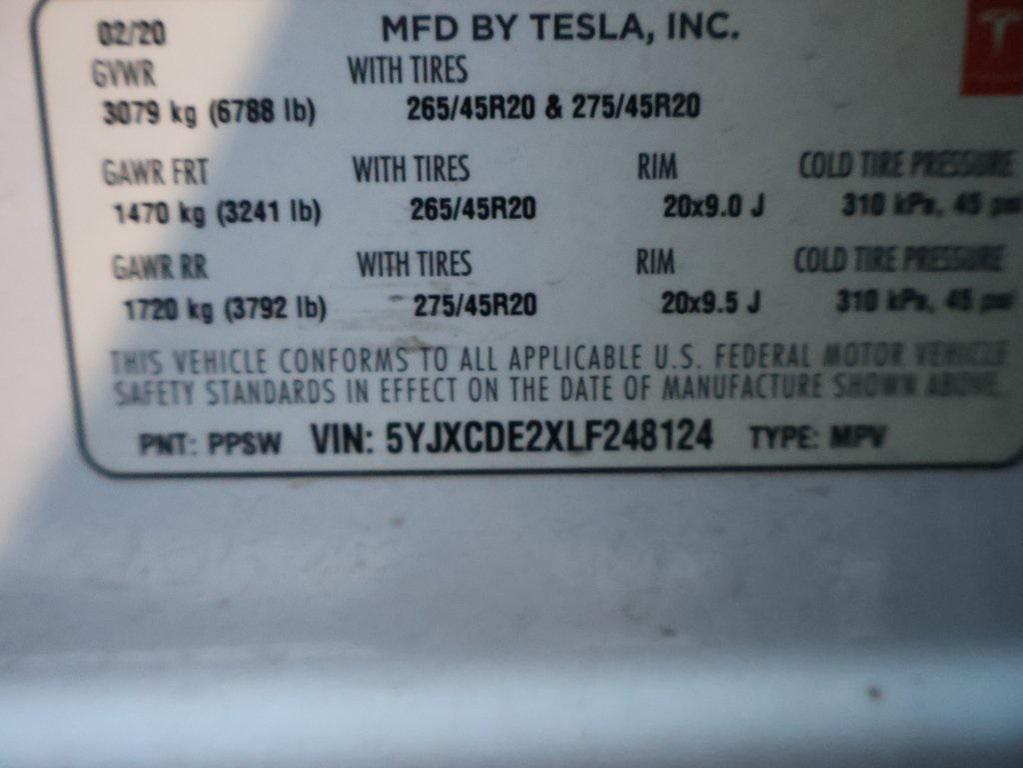 02/20 MFD BY TESLA, INC.
GVWR WITH TIRES
3079 kg (6788 lb) 265/45R20 & 275/45R20
GAWR FRT WITH TIRES RIM COLD TIRE PRESSURE
1470 kg (3241 lb) 265/45R20 20x9.0 J 310 kPa, 45 psi
GAWR RR WITH TIRES RIM COLD TIRE PRESSURE
1720 kg (3792 lb) 275/45R20 20x9.5 J 310 kPa, 45 psi
THIS VEHICLE CONFORMS TO ALL APPLICABLE U.S. FEDERAL MOTOR VEHICLE
SAFETY STANDARDS IN EFFECT ON THE DATE OF MANUFACTURE SHOWN ABOVE.
PNT: PPSW VIN: 5YJXCDE2XLF248124 TYPE: MPV